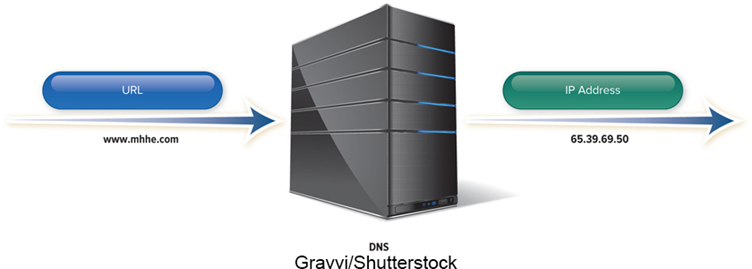 URL
www.mhhe.com
IP Address
65.39.69.50
DNS
Gravvi/Shutterstock